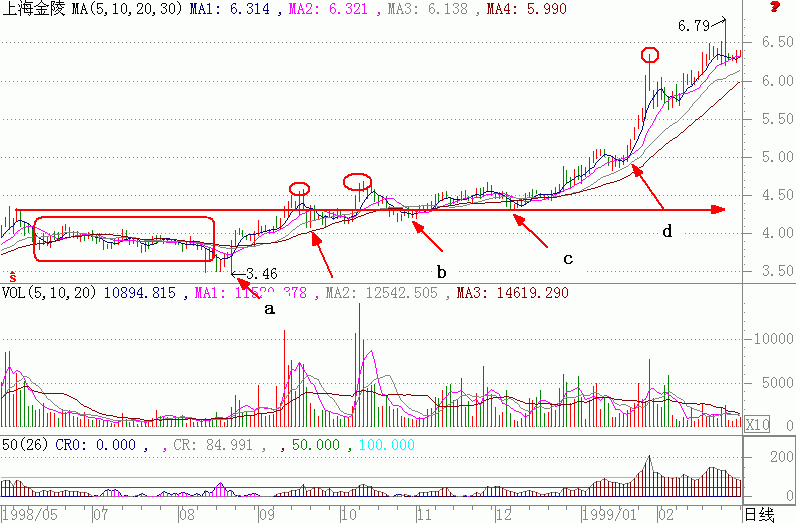 上海金陵 MA(5,10,20,30) MA1: 6.314 , MA2: 6.321 , MA3: 6.138 , MA4: 5.990 ?
6.79
6.50
6.00
5.50
5.00
4.50
4.00
3.50
3.46
a
b
c
d
š
VOL(5,10,20) 10894.815 , MA1: 378 , MA2: 12542.505 , MA3: 14619.290
10000
5000
0
X10
50(26) CR0: 0.000 , , CR: 84.991 , , 50.000 , 100.000
200
0
1998/05 07 08 09 10 11 12 1999/01 02 日线